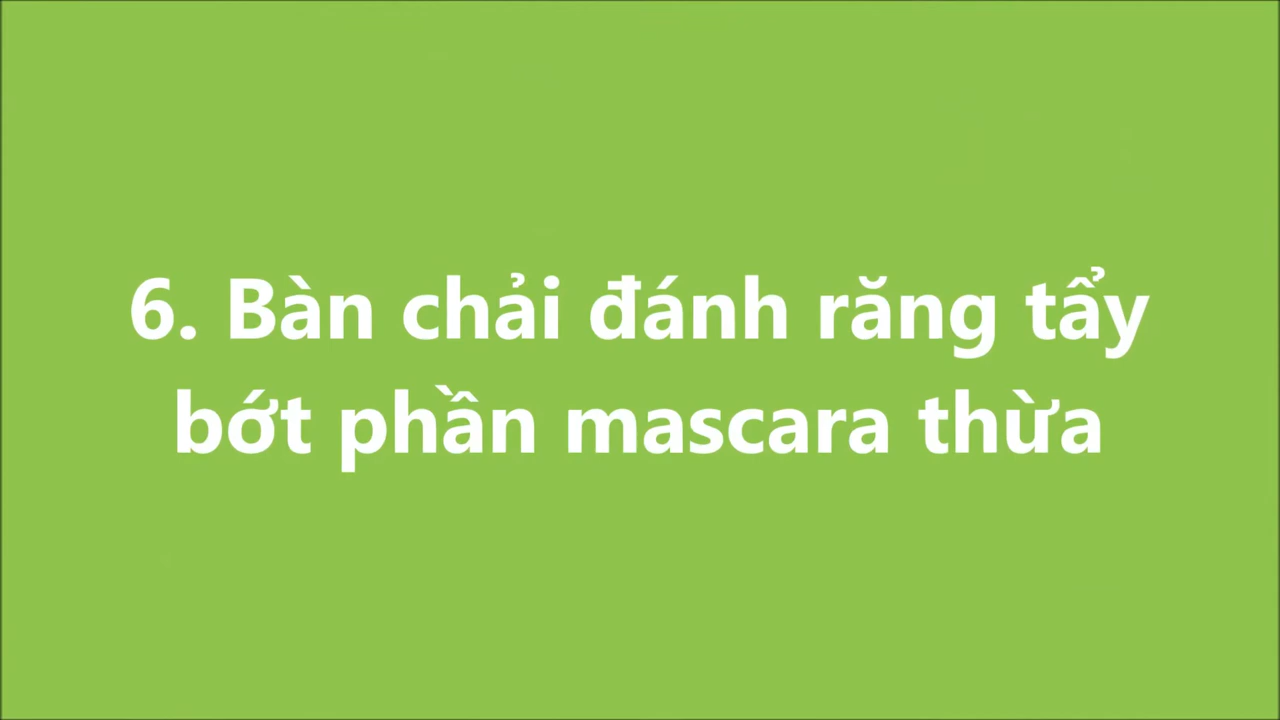 6. Bàn chải đánh răng tẩy
bớt phần mascara thừa